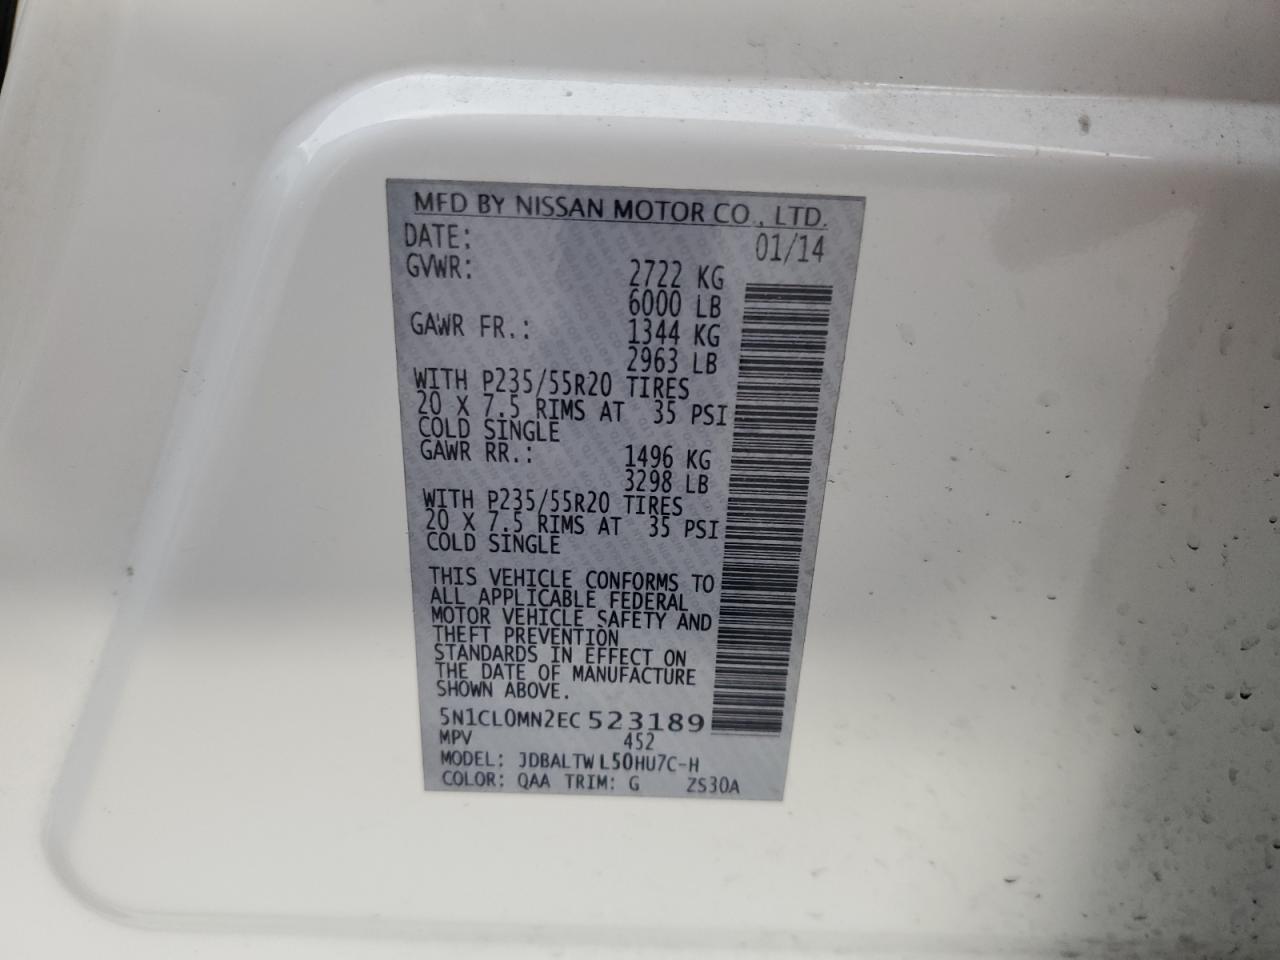 MFD BY NISSAN MOTOR CO., LTD.
DATE: 01/14
GVWR: 2722 KG
6000 LB
GAWR FR.: 1344 KG
2963 LB
WITH P235/55R20 TIRES
20 X 7.5 RIMS AT 35 PSI
COLD SINGLE
GAWR RR.: 1496 KG
3298 LB
WITH P235/55R20 TIRES
20 X 7.5 RIMS AT 35 PSI
COLD SINGLE
THIS VEHICLE CONFORMS TO
ALL APPLICABLE FEDERAL
MOTOR VEHICLE SAFETY AND
THEFT PREVENTION
STANDARDS IN EFFECT ON
THE DATE OF MANUFACTURE
SHOWN ABOVE.
5N1CL0MN2EC523189
MPV 452
MODEL: JDBALTWL50HU7C-H
COLOR: QAA TRIM: G ZS30A